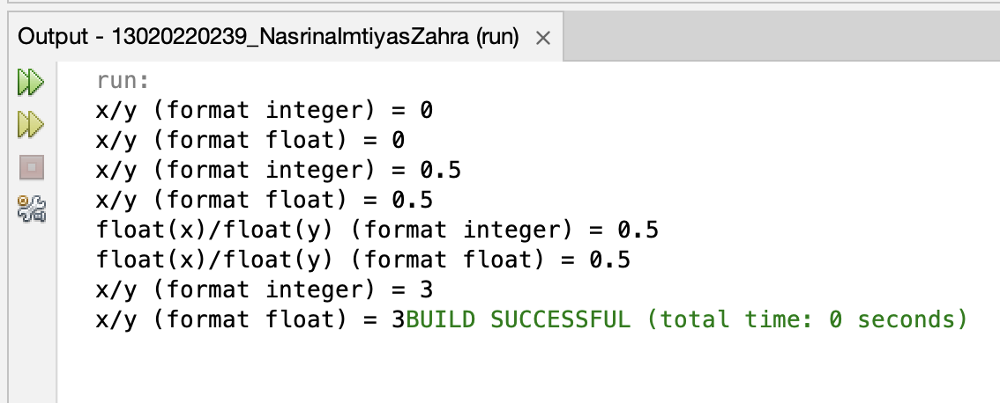 Output - 13020220239_NasrinaImtiyasZahra (run) ×
run:
x/y (format integer) = 0
x/y (format float) = 0
x/y (format integer) = 0.5
x/y (format float) = 0.5
float(x)/float(y) (format integer) = 0.5
float(x)/float(y) (format float) = 0.5
x/y (format integer) = 3
x/y (format float) = 3BUILD SUCCESSFUL (total time: 0 seconds)